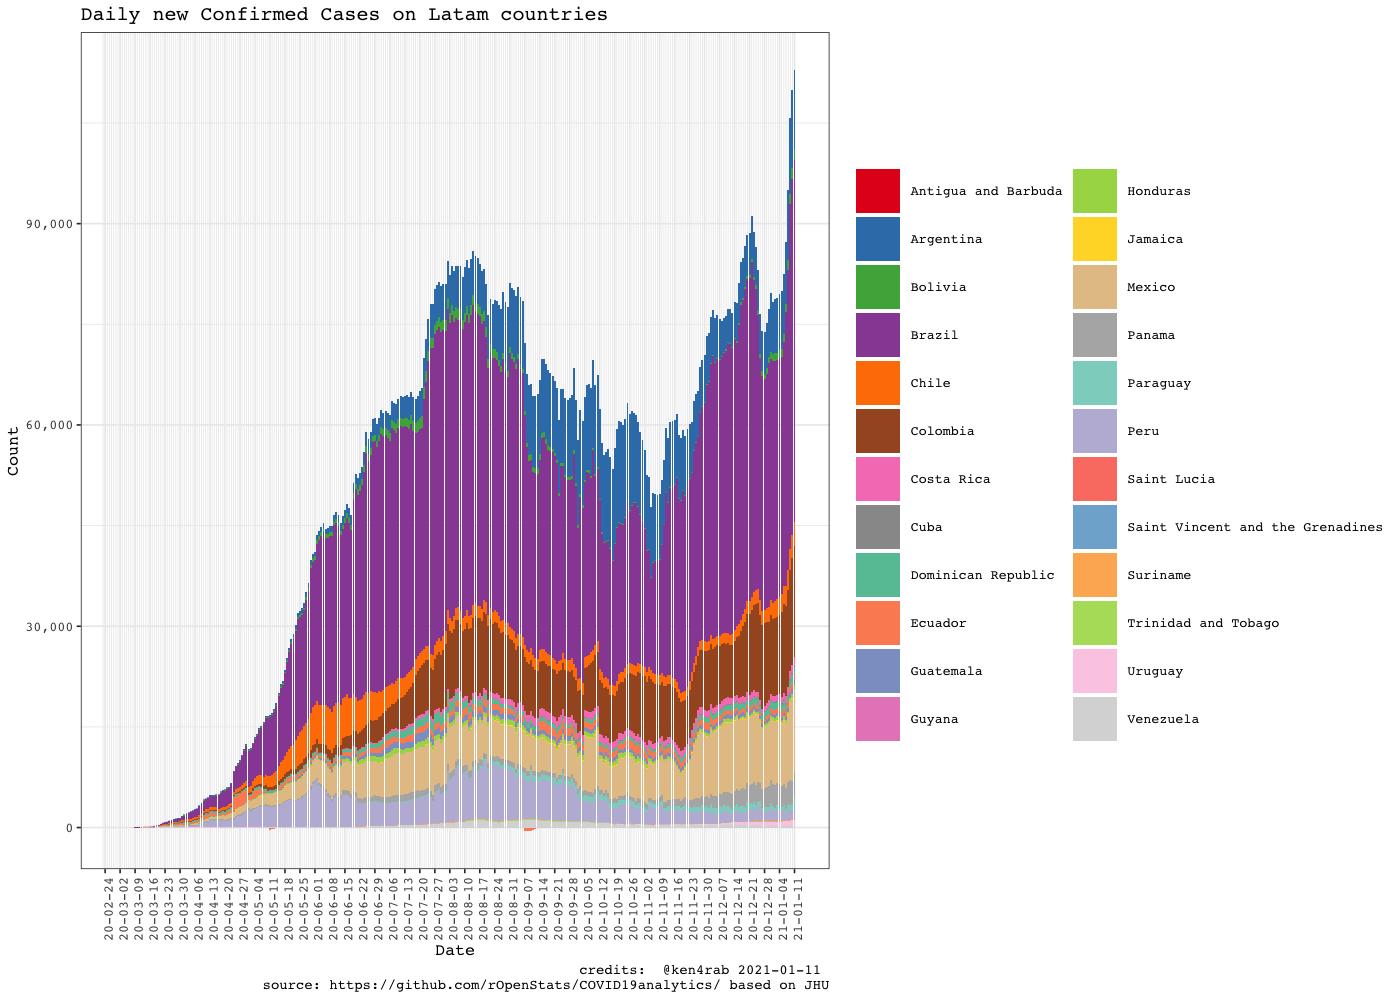 Daily new Confirmed Cases on Latam countries
Count
90,000
60,000
30,000
0
20-02-24
20-03-02
20-03-09
20-03-16
20-03-23
20-03-30
20-04-06
20-04-13
20-04-20
20-04-27
20-05-04
20-05-11
20-05-18
20-05-25
20-06-01
20-06-08
20-06-15
20-06-22
20-06-29
20-07-06
20-07-13
20-07-20
20-07-27
20-08-03
20-08-10
20-08-17
20-08-24
20-08-31
20-09-07
20-09-14
20-09-21
20-09-28
20-10-05
20-10-12
20-10-19
20-10-26
20-11-02
20-11-09
20-11-16
20-11-23
20-11-30
20-12-07
20-12-14
20-12-21
20-12-28
21-01-04
21-01-11
Date
Antigua and Barbuda
Argentina
Bolivia
Brazil
Chile
Colombia
Costa Rica
Cuba
Dominican Republic
Ecuador
Guatemala
Guyana
Honduras
Jamaica
Mexico
Panama
Paraguay
Peru
Saint Lucia
Saint Vincent and the Grenadines
Suriname
Trinidad and Tobago
Uruguay
Venezuela
credits:  @ken4rab 2021-01-11
source: https://github.com/rOpenStats/COVID19analytics/ based on JHU